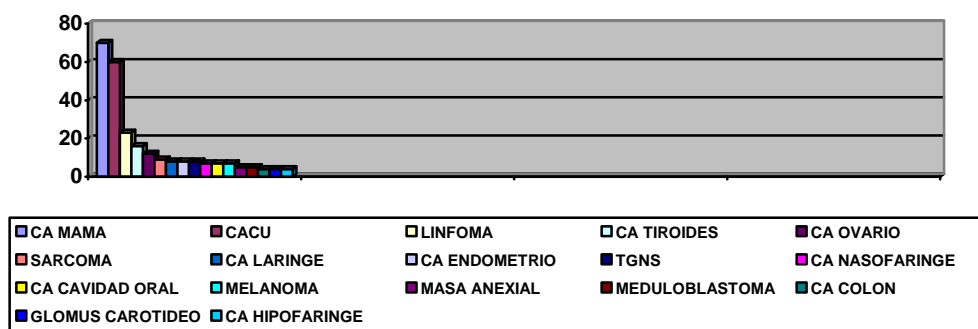 80
60
40
20
0
CA MAMA CACU LINFOMA CA TIROIDES CA OVARIO
SARCOMA CA LARINGE CA ENDOMETRIO TGNS CA NASOFARINGE
CA CAVIDAD ORAL MELANOMA MASA ANEXIAL MEDULOBLASTOMA CA COLON
GLOMUS CAROTIDEO CA HIPOFARINGE